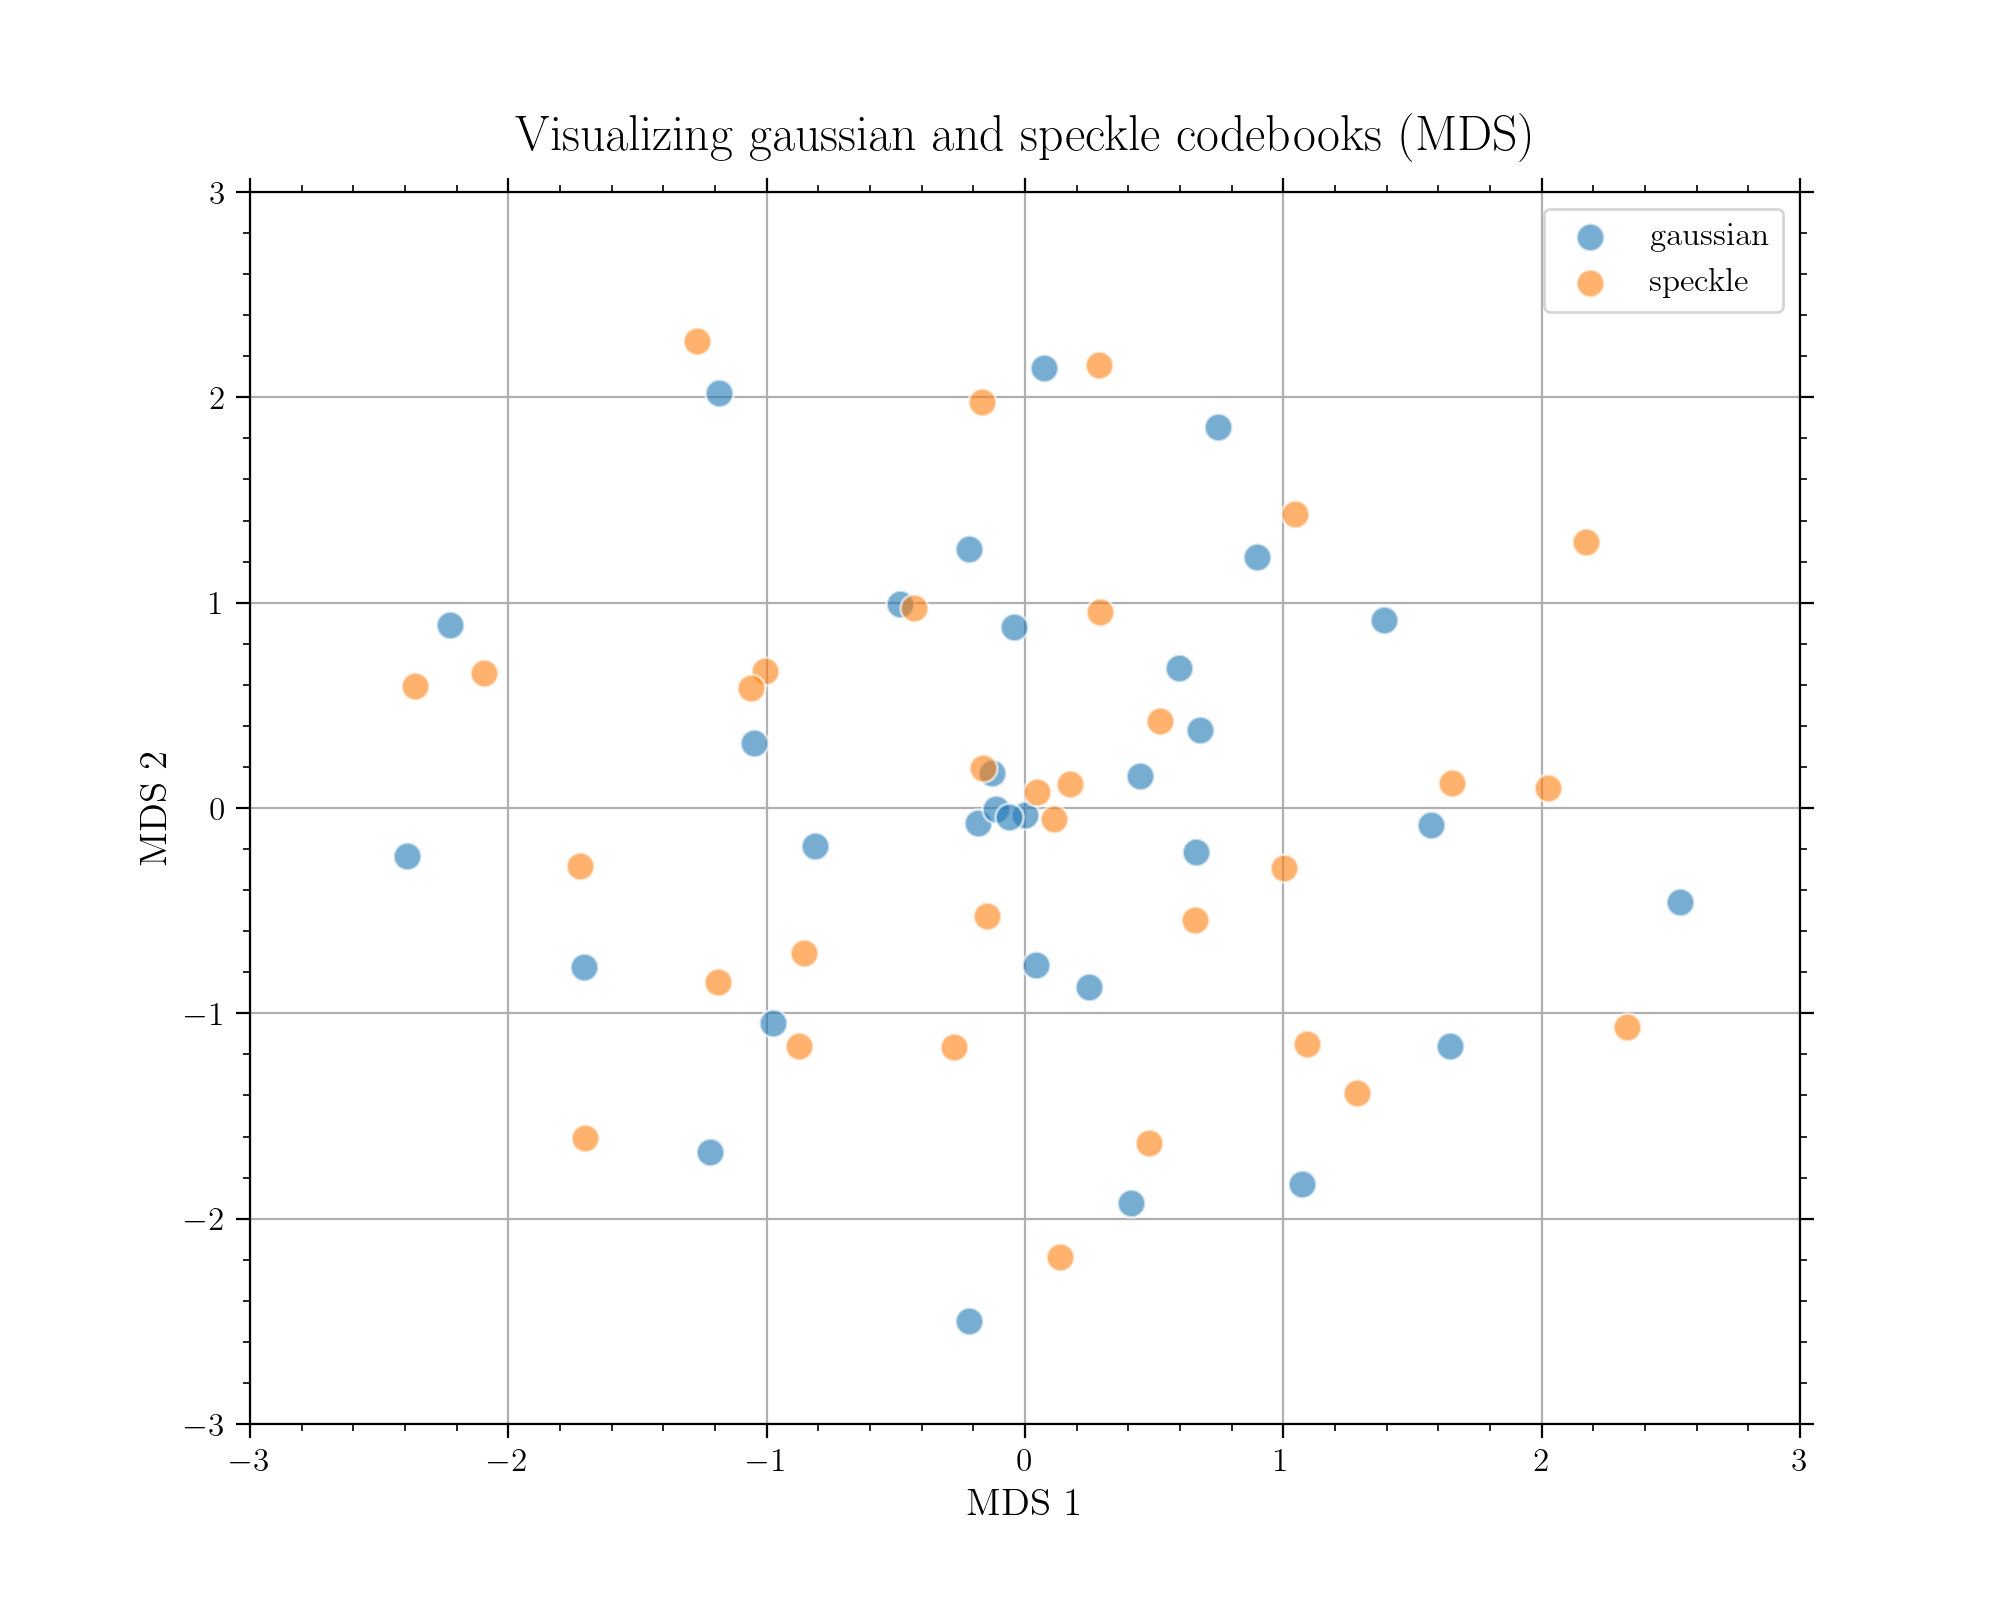 Visualizing gaussian and speckle codebooks (MDS)
gaussian
speckle
3
2
1
0
−1
−2
−3
MDS 2
−3 −2 −1 0 1 2 3
MDS 1